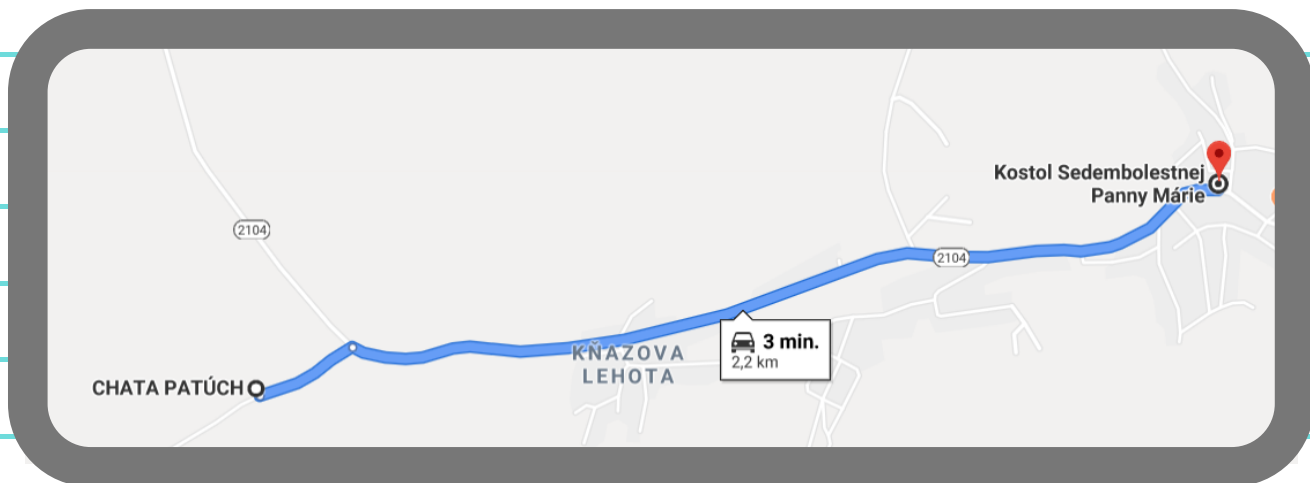 Kostol Sedembolestnej
Panny Márie
2104
2104
KŇAZOVA
LEHOTA
3 min.
2,2 km
CHATA PATÚCH